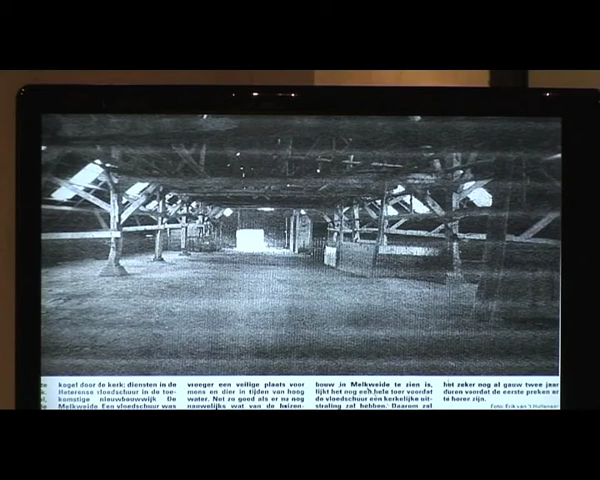 kogel door de kerk: diensten in de
Heterense vloedschuur in de toe-
komstige nieuwbouwwijk De
Melkweide. Een vloedschuur was
vroeger een veilige plaats voor
mens en dier in tijden van hoog
water. Net zo goed als er nu nog
nauwelijks wat van de huizen-
bouw in Melkweide te zien is,
lijkt het nog een hele toer voordat
de vloedschuur een kerkelijke uit-
straling zal hebben. Daarom zal
het zeker nog al gauw twee jaar
duren voordat de eerste preken er
te horen zijn.
Foto: Erik van 't